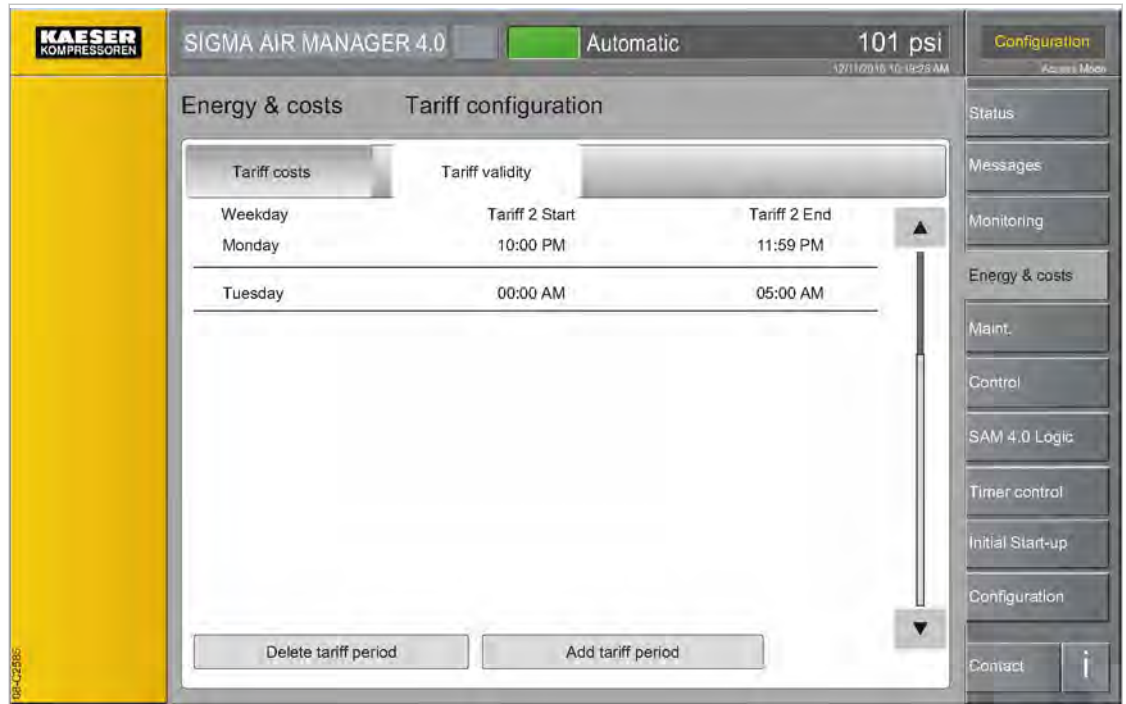 KAESER
KOMPRESSOREN
SIGMA AIR MANAGER 4.0 Automatic 101 psi
Configuration
Energy & costs Tariff configuration
Status
Tariff costs Tariff validity
Messages
Weekday Tariff 2 Start Tariff 2 End
Monday 10:00 PM 11:59 PM
Monitoring
Tuesday 00:00 AM 05:00 AM
Energy & costs
Maint.
Control
SAM 4.0 Logic
Timer control
Initial Start-up
Configuration
Delete tariff period Add tariff period
Contact i
08-C2585